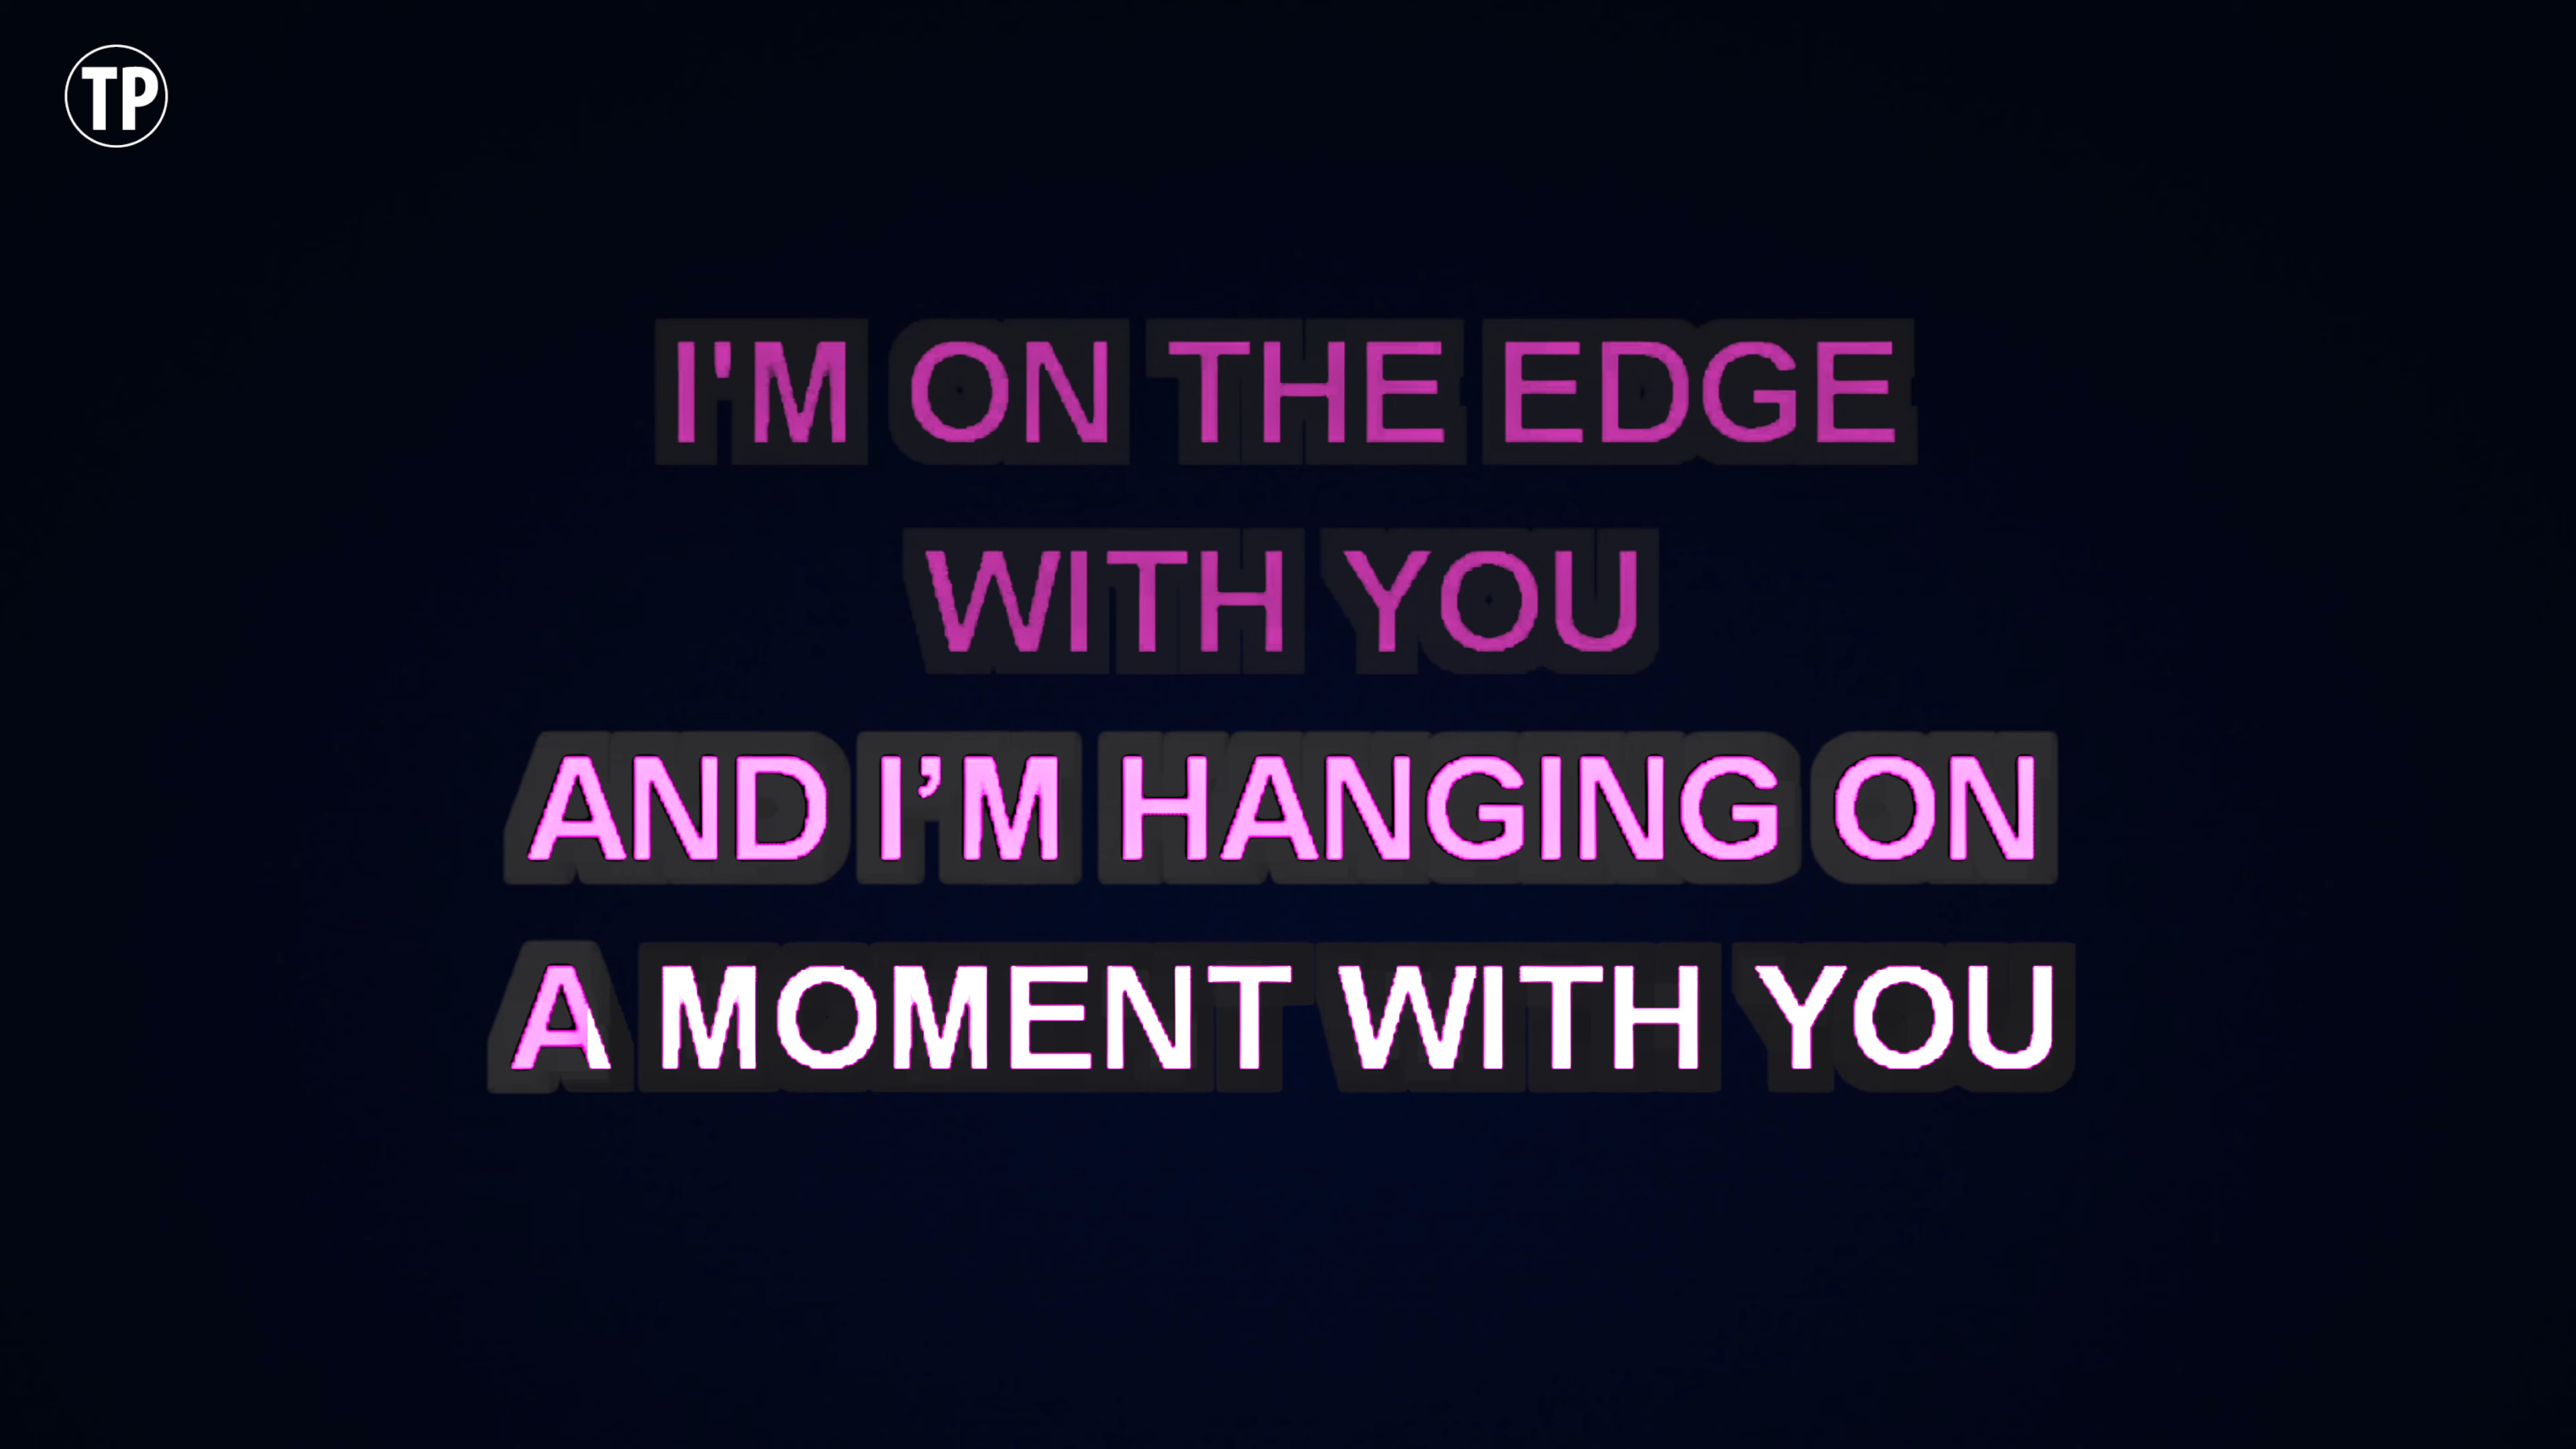 TP
I'M ON THE EDGE
WITH YOU
AND I’M HANGING ON
A MOMENT WITH YOU